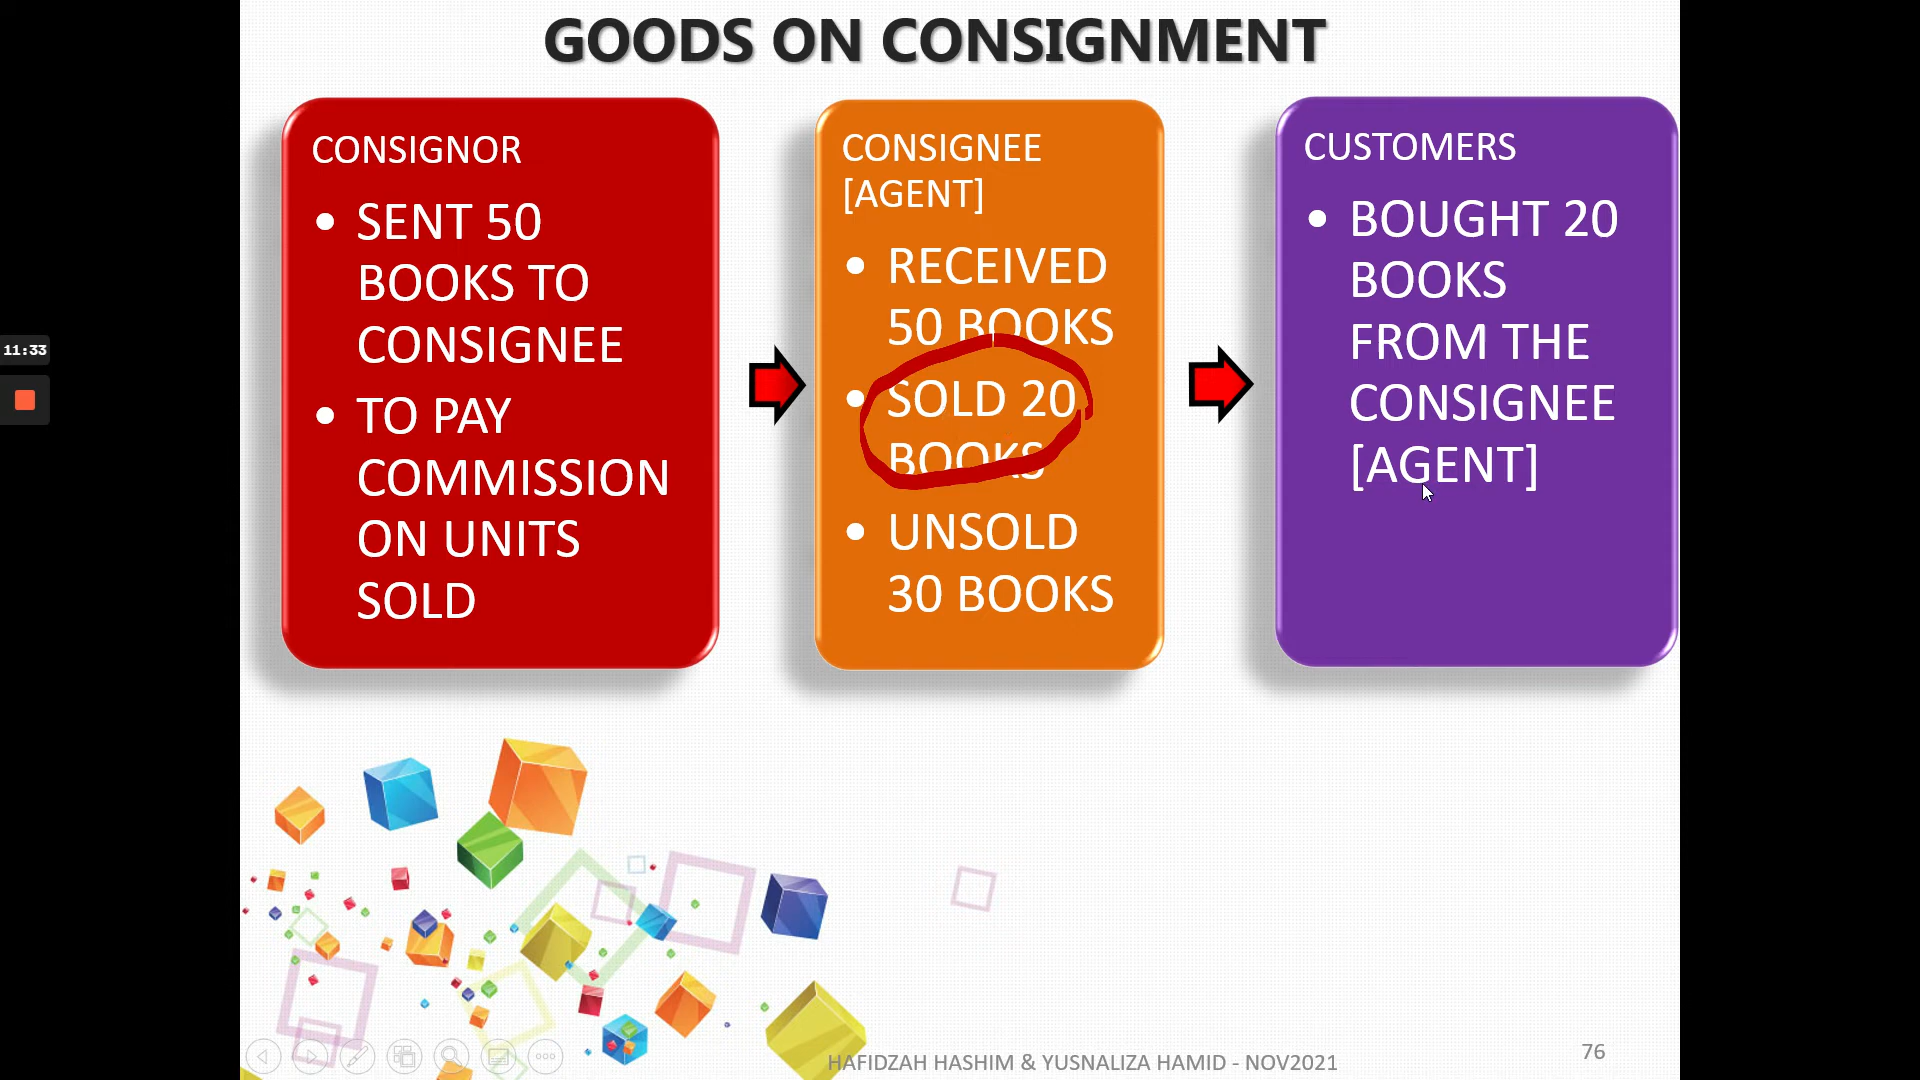 GOODS ON CONSIGNMENT
CONSIGNOR
• SENT 50
BOOKS TO
CONSIGNEE
• TO PAY
COMMISSION
ON UNITS
SOLD
CONSIGNEE
[AGENT]
• RECEIVED
50 BOOKS
• SOLD 20
BOOKS
• UNSOLD
30 BOOKS
CUSTOMERS
• BOUGHT 20
BOOKS
FROM THE
CONSIGNEE
[AGENT]
11:33
HAFIDZAH HASHIM & YUSNALIZA HAMID - NOV2021
76